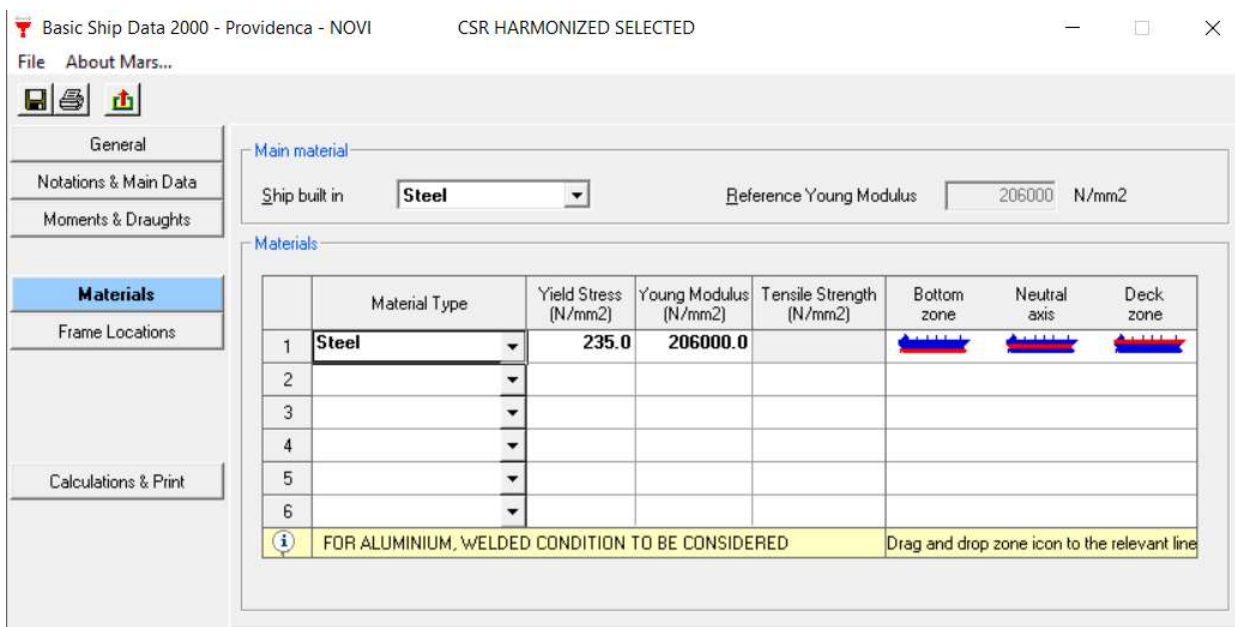 Basic Ship Data 2000 - Providenca - NOVI CSR HARMONIZED SELECTED
File About Mars...
General
Notations & Main Data
Moments & Draughts
Materials
Frame Locations
Calculations & Print
Main material
Ship built in Steel Reference Young Modulus 206000 N/mm2
Materials
Material Type Yield Stress (N/mm2) Young Modulus (N/mm2) Tensile Strength (N/mm2) Bottom zone Neutral axis Deck zone
1 Steel 235.0 206000.0
2
3
4
5
6
FOR ALUMINIUM, WELDED CONDITION TO BE CONSIDERED Drag and drop zone icon to the relevant line